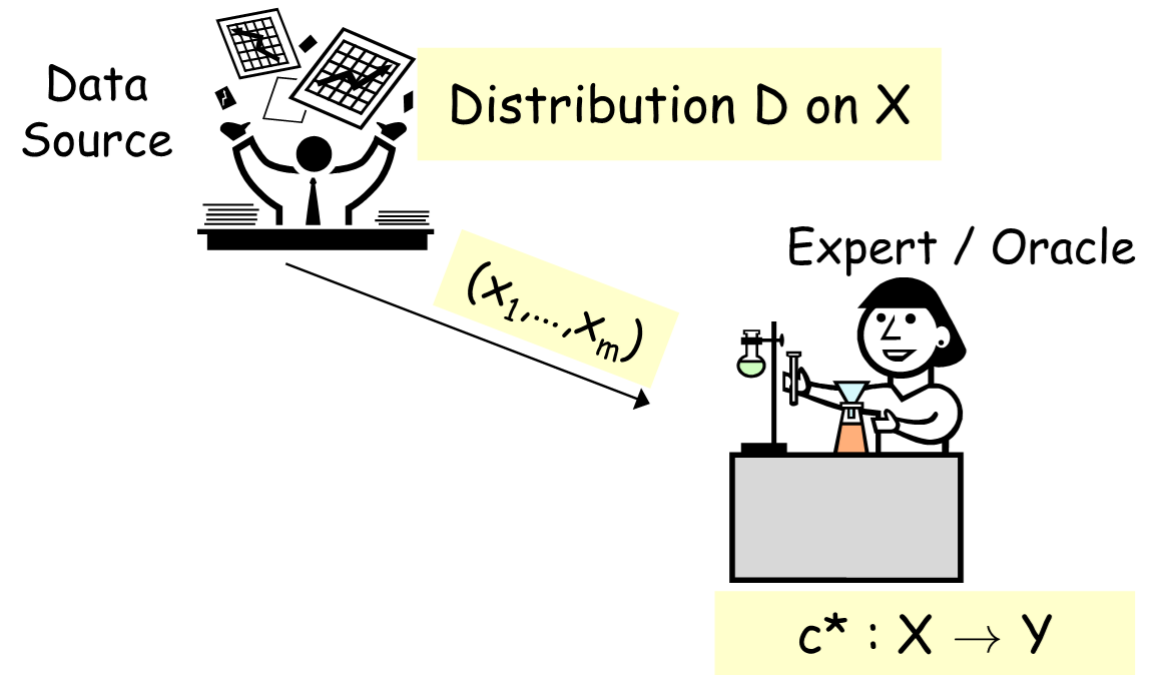 Data
Source
Distribution D on X
(x₁,...,xₘ)
Expert / Oracle
c* : X → Y